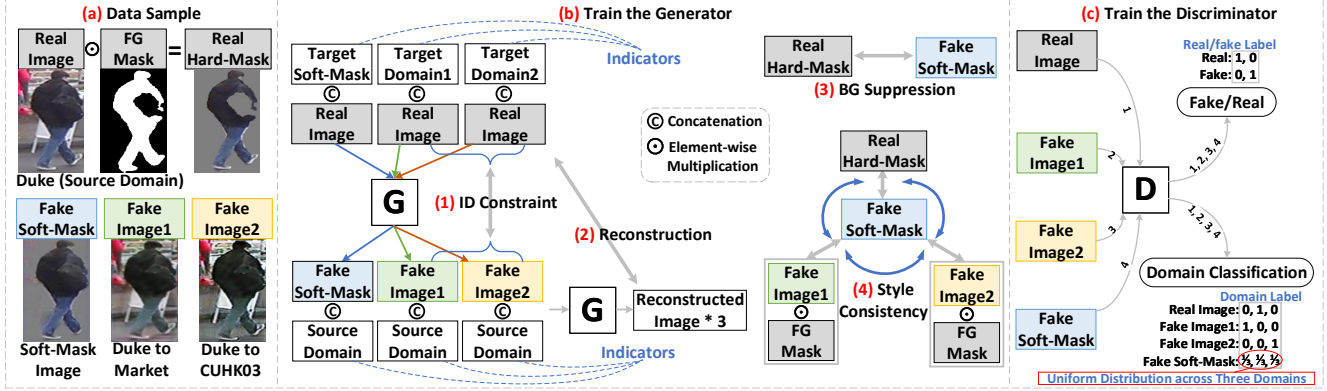 (a) Data Sample
Real
Image
FG
Mask
=
Real
Hard-Mask
Duke (Source Domain)
Fake
Soft-Mask
Fake
Image1
Fake
Image2
Soft-Mask
Image
Duke to
Market
Duke to
CUHK03
(b) Train the Generator
Target
Soft-Mask
Target
Domain1
Target
Domain2
Indicators
C
C
C
Real
Image
Real
Image
Real
Image
G
(1) ID Constraint
(2) Reconstruction
Fake
Soft-Mask
Fake
Image1
Fake
Image2
C
C
C
Source
Domain
Source
Domain
Source
Domain
G
Reconstructed
Image * 3
Indicators
C Concatenation
Element-wise
Multiplication
Real
Hard-Mask
Fake
Soft-Mask
(3) BG Suppression
Real
Hard-Mask
Fake
Soft-Mask
Fake
Image1
FG
Mask
(4) Style
Consistency
Fake
Image2
FG
Mask
(c) Train the Discriminator
Real
Image
Fake
Image1
Fake
Image2
Fake
Soft-Mask
1
2
3
4
D
Real/fake Label
Real: 1, 0
Fake: 0, 1
Fake/Real
1, 2, 3, 4
1, 2, 3, 4
Domain Classification
Domain Label
Real Image: 0, 1, 0
Fake Image1: 1, 0, 0
Fake Image2: 0, 0, 1
Fake Soft-Mask: ⅓, ⅓, ⅓
Uniform Distribution across Three Domains